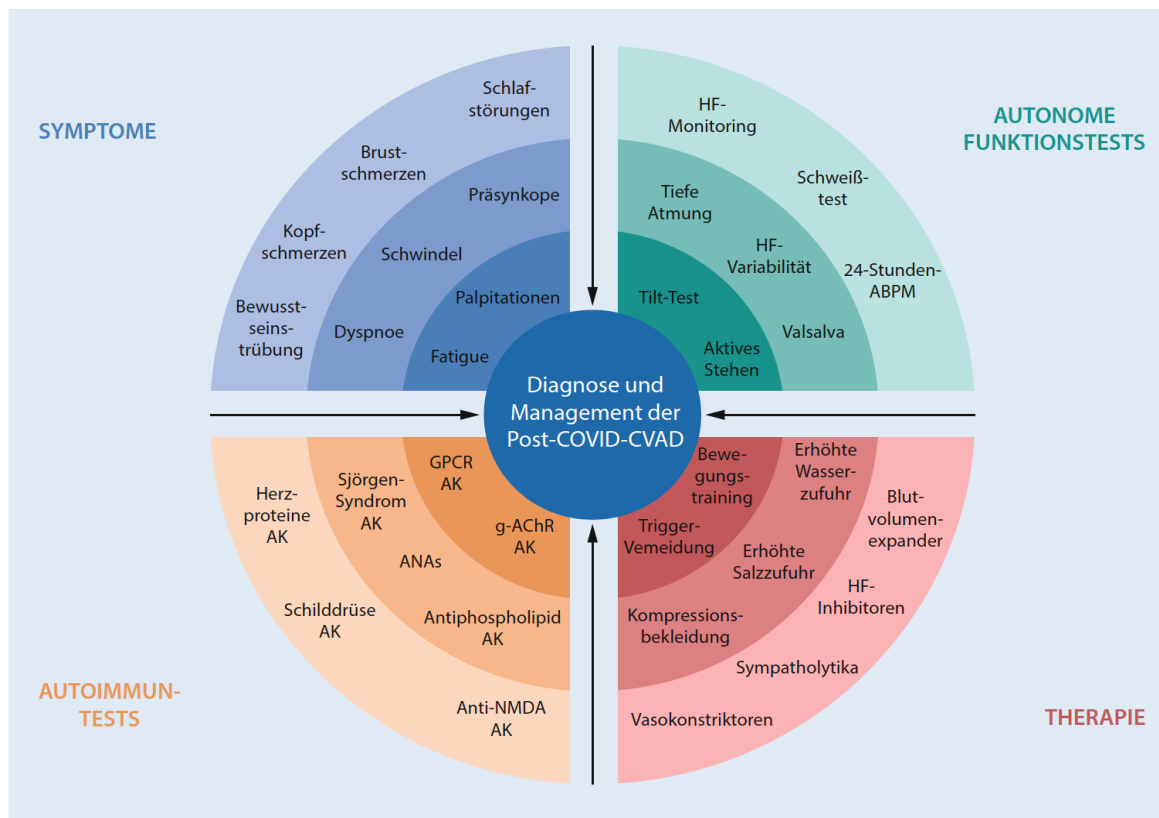 SYMPTOME
Schlaf-
störungen
Brust-
schmerzen
Präsynkope
Kopf-
schmerzen
Schwindel
Palpitationen
Bewusst-
seins-
trübung
Dyspnoe
Fatigue
AUTONOME
FUNKTIONSTESTS
HF-
Monitoring
Schweiß-
test
Tiefe
Atmung
HF-
Variabilität
24-Stunden-
ABPM
Tilt-Test
Valsalva
Aktives
Stehen
Diagnose und
Management der
Post-COVID-CVAD
GPCR
AK
Sjörgen-
Syndrom
AK
Herz-
proteine
AK
g-AChR
AK
ANAs
Schilddrüse
AK
Antiphospholipid
AK
Anti-NMDA
AK
AUTOIMMUN-
TESTS
Bewe-
gungs-
training
Erhöhte
Wasser-
zufuhr
Blut-
volumen-
expander
Trigger-
Vemeidung
Erhöhte
Salzzufuhr
HF-
Inhibitoren
Kompressions-
bekleidung
Sympatholytika
Vasokonstriktoren
THERAPIE